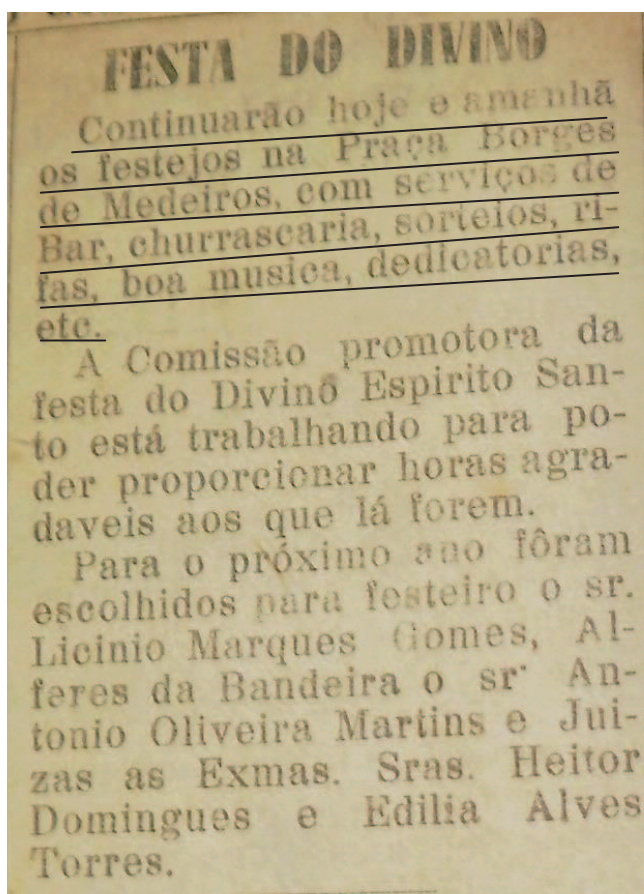 FESTA DO DIVINO
Continuarão hoje e amanhã
os festejos na Praça Borges
de Medeiros, com serviços de
Bar, churrascaria, sorteios, ri-
fas, boa musica, dedicatorias,
etc.
A Comissão promotora da
festa do Divino Espirito San-
to está trabalhando para po-
der proporcionar horas agra-
daveis aos que lá forem.
Para o próximo ano fôram
escolhidos para festeiro o sr.
Licinio Marques Gomes, Al-
feres da Bandeira o sr· An-
tonio Oliveira Martins e Jui-
zas as Exmas. Sras. Heitor
Domingues e Edilia Alves
Torres.